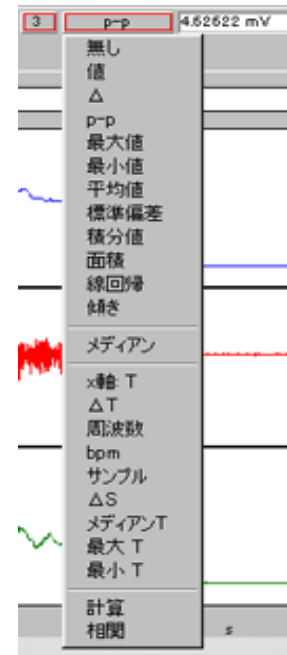 3 p-p 4.62622 mV
無し
値
Δ
p-p
最大値
最小値
平均値
標準偏差
積分値
面積
線回帰
傾き
メディアン
x軸: T
ΔT
周波数
bpm
サンプル
ΔS
メディアンT
最大 T
最小 T
計算
相関
s